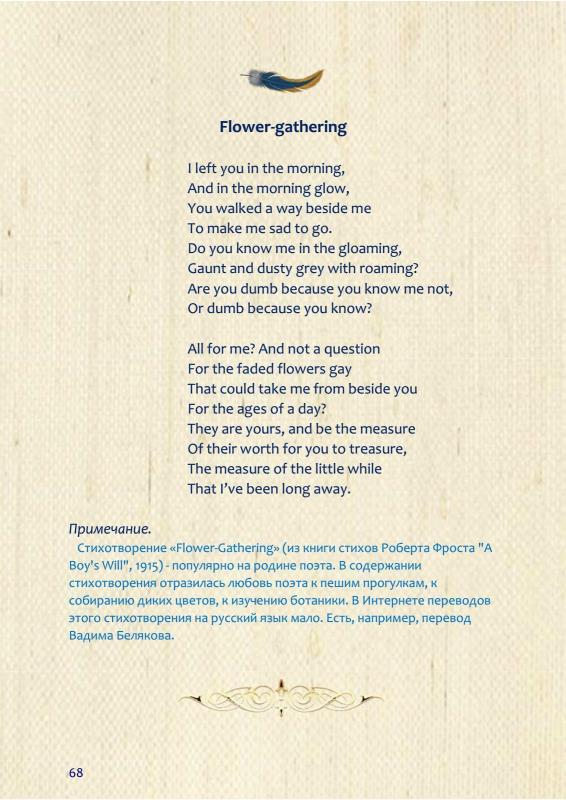 Flower-gathering
I left you in the morning,
And in the morning glow,
You walked a way beside me
To make me sad to go.
Do you know me in the gloaming,
Gaunt and dusty grey with roaming?
Are you dumb because you know me not,
Or dumb because you know?
All for me? And not a question
For the faded flowers gay
That could take me from beside you
For the ages of a day?
They are yours, and be the measure
Of their worth for you to treasure,
The measure of the little while
That I've been long away.
Примечание.
Стихотворение «Flower-Gathering» (из книги стихов Роберта Фроста "A
Boy's Will", 1915) - популярно на родине поэта. В содержании
стихотворения отразилась любовь поэта к пешим прогулкам, к
собиранию диких цветов, к изучению ботаники. В Интернете переводов
этого стихотворения на русский язык мало. Есть, например, перевод
Вадима Белякова.
68